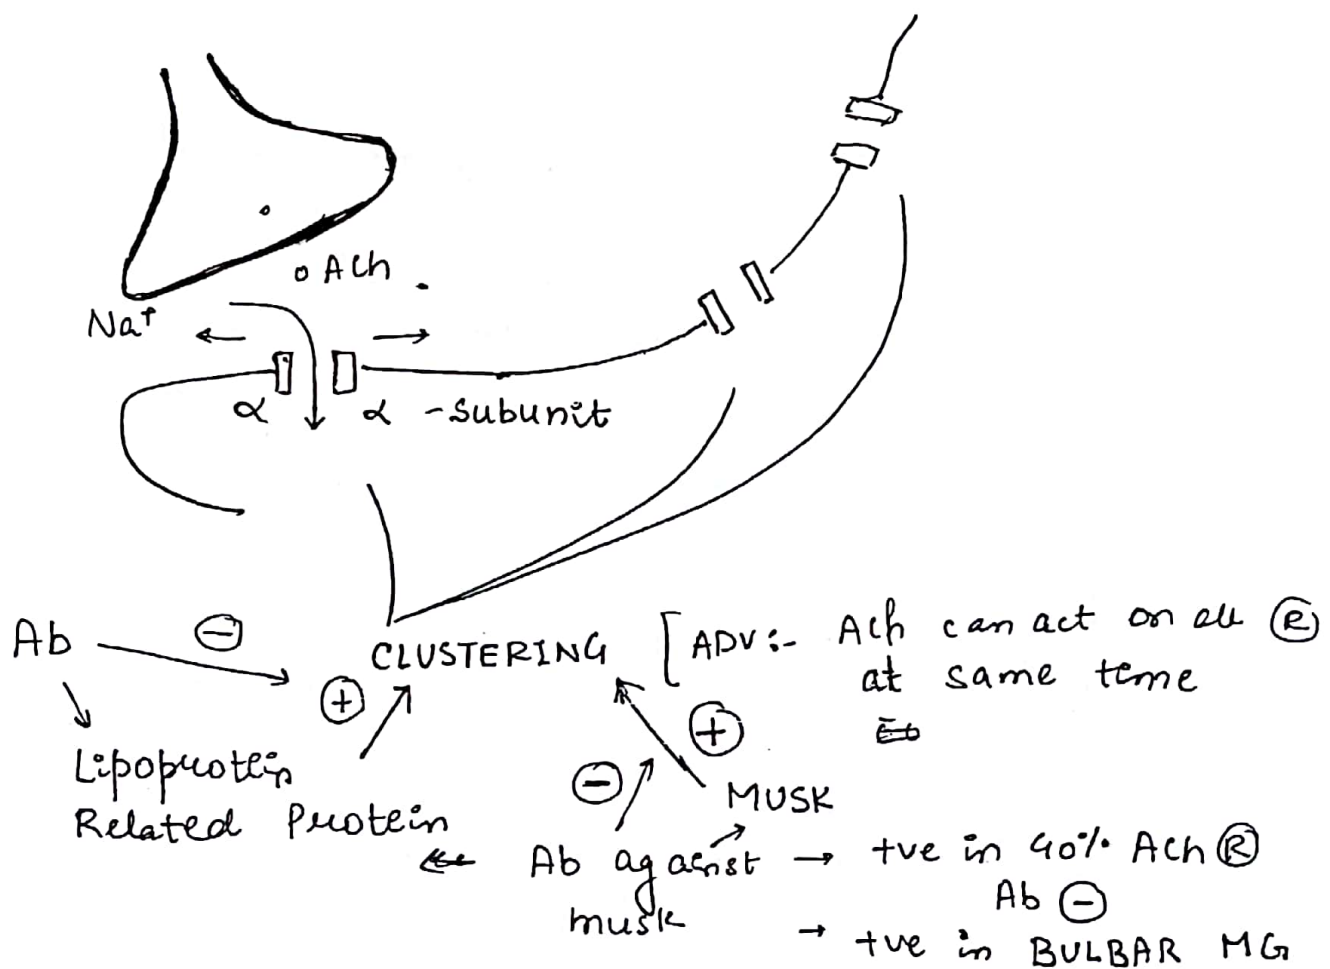 Ach
Na⁺
α α - subunit
Ab ⊖ CLUSTERING [ADV :- Ach can act on all Ⓡ
at same time
⊕ ⊕
Lipoprotein
Related Protein
⊖ MUSK
Ab against → +ve in 40% Ach Ⓡ
musk Ab ⊖
→ +ve in BULBAR MG